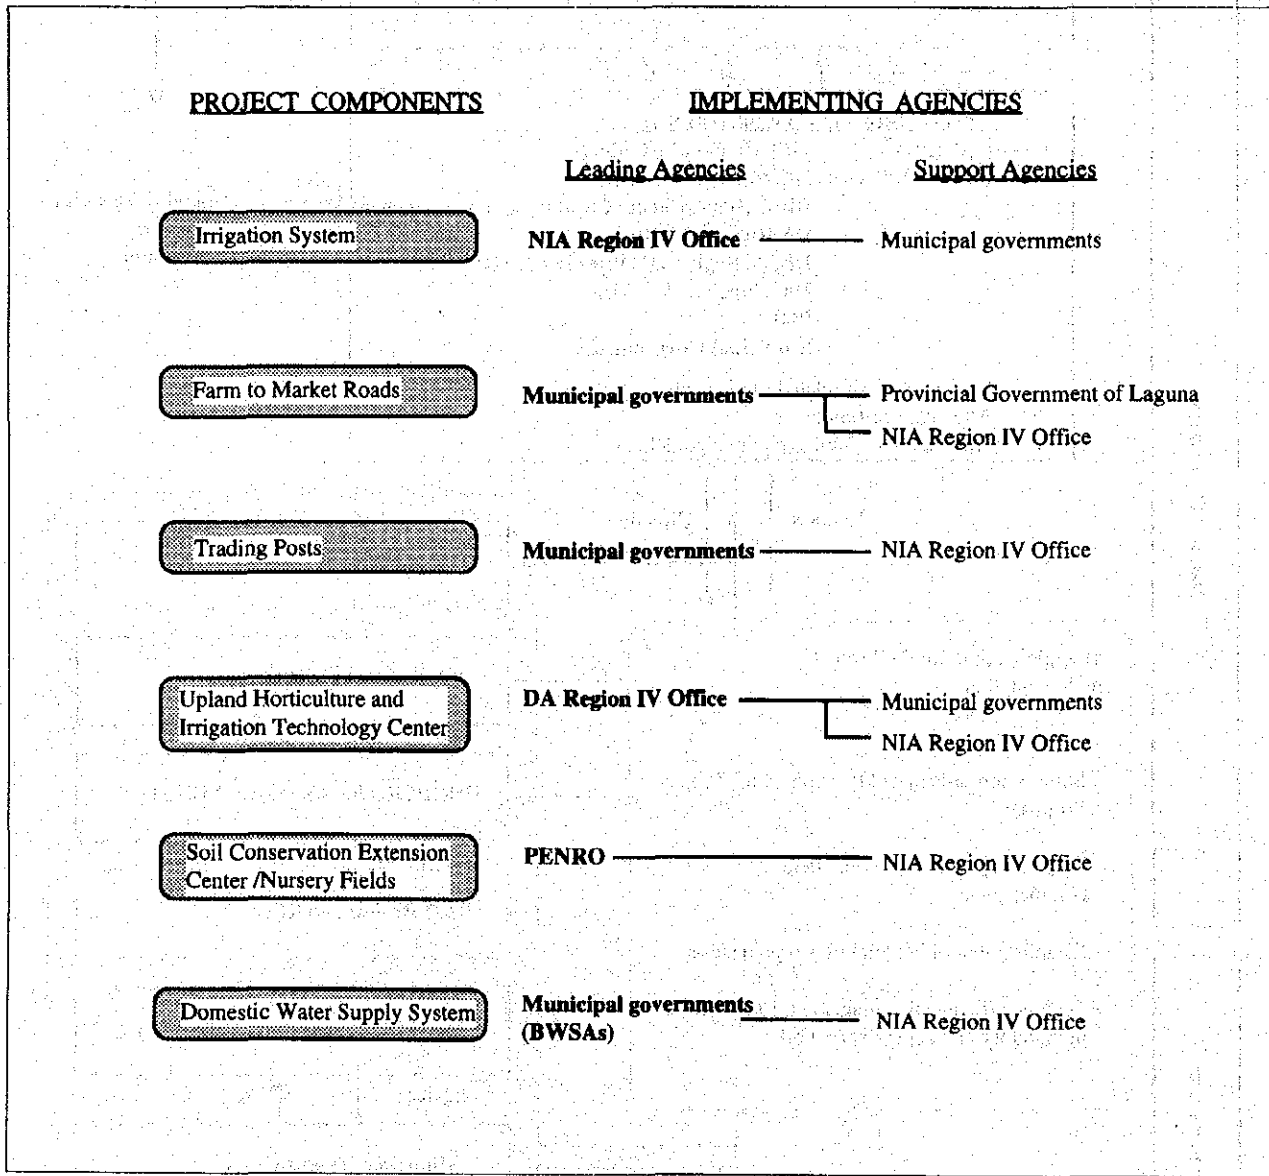 PROJECT COMPONENTS
IMPLEMENTING AGENCIES
Leading Agencies
Support Agencies
Irrigation System
NIA Region IV Office
Municipal governments
Farm to Market Roads
Municipal governments
Provincial Government of Laguna
NIA Region IV Office
Trading Posts
Municipal governments
NIA Region IV Office
Upland Horticulture and
Irrigation Technology Center
DA Region IV Office
Municipal governments
NIA Region IV Office
Soil Conservation Extension
Center /Nursery Fields
PENRO
NIA Region IV Office
Domestic Water Supply System
Municipal governments
(BWSAs)
NIA Region IV Office